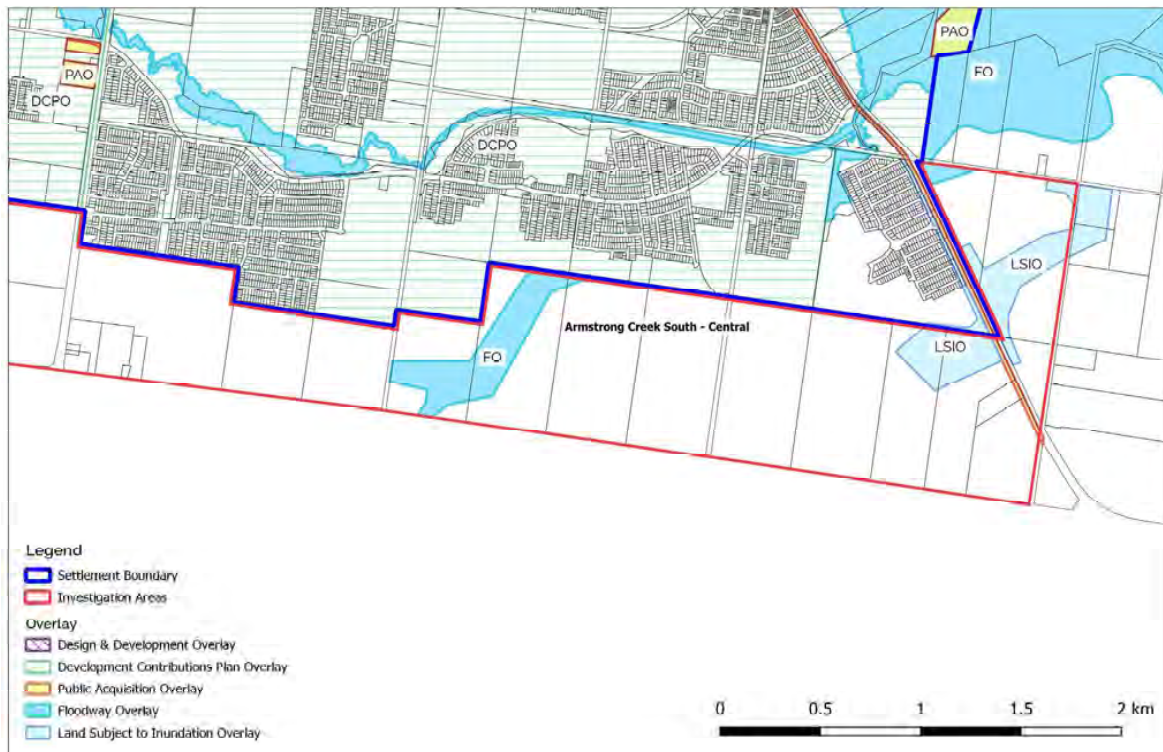 PAO
PAO
FO
DCPO
DCPO
LSIO
Armstrong Creek South - Central
LSIO
FO
Legend
Settlement Boundary
Investigation Areas
Overlay
Design & Development Overlay
Development Contributions Plan Overlay
Public Acquisition Overlay
Floodway Overlay
Land Subject to Inundation Overlay
0 0.5 1 1.5 2 km